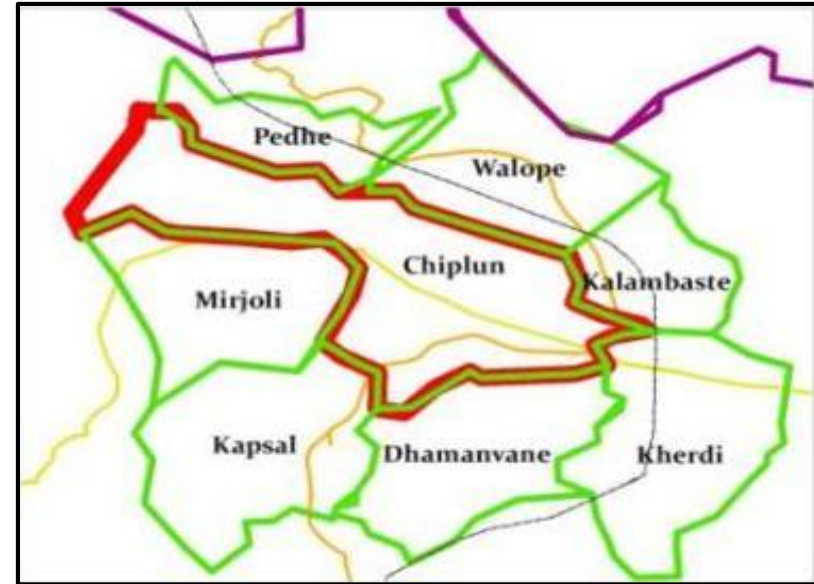 Pedhe
Walope
Chiplun
Kalambaste
Mirjoli
Kapsal
Dhamanvane
Kherdi